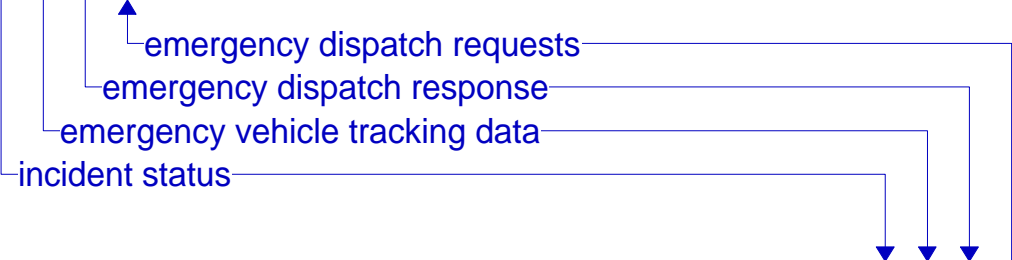 emergency dispatch requests
emergency dispatch response
emergency vehicle tracking data
incident status